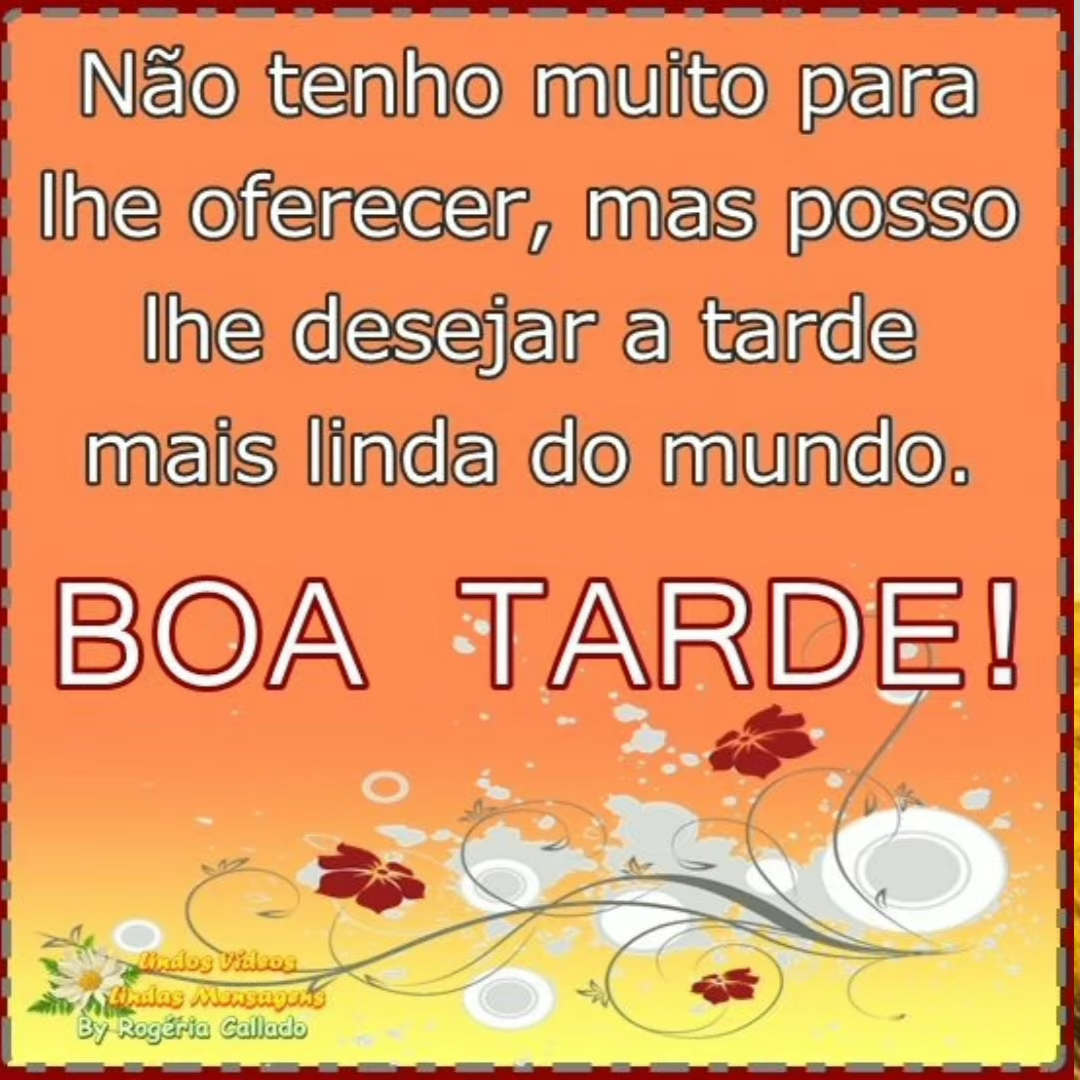 Não tenho muito para
lhe oferecer, mas posso
lhe desejar a tarde
mais linda do mundo.
BOA TARDE!
lindos Vídeos
lindas Mensagens
By Rogéria Callado